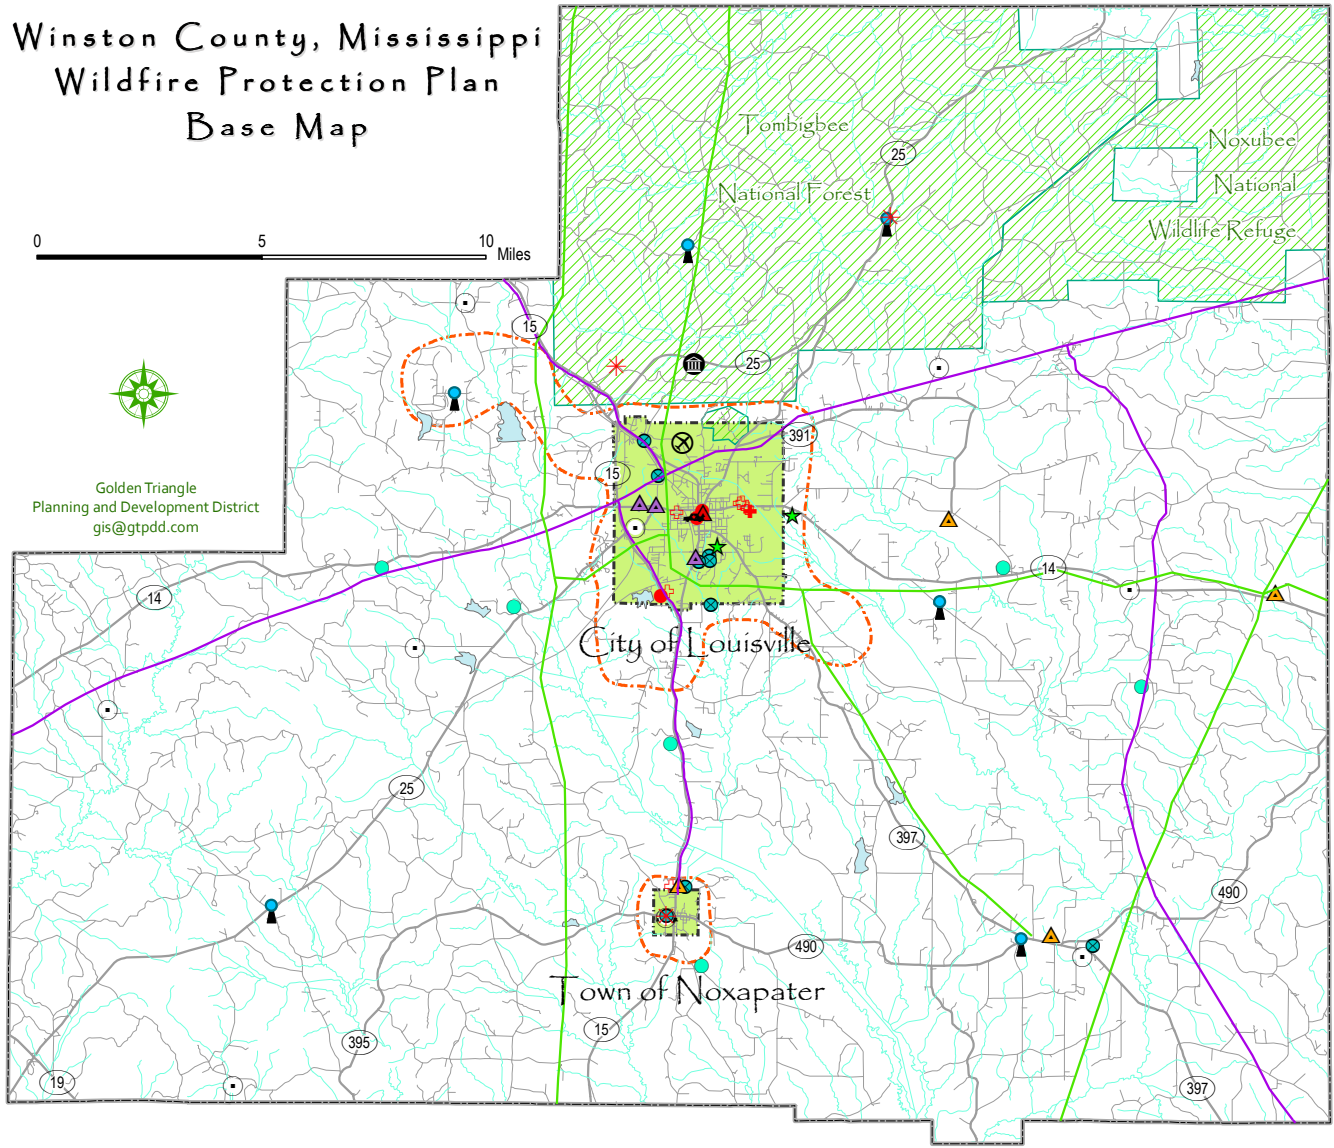 Winston County, Mississippi
Wildfire Protection Plan
Base Map
0 5 10 Miles
Tombigbee
National Forest
Noxubee
National
Wildlife Refuge
25
15
25
391
15
Golden Triangle
Planning and Development District
gis@gtpdd.com
14
14
City of Louisville
25
397
490
490
Town of Noxapater
15
395
19
397